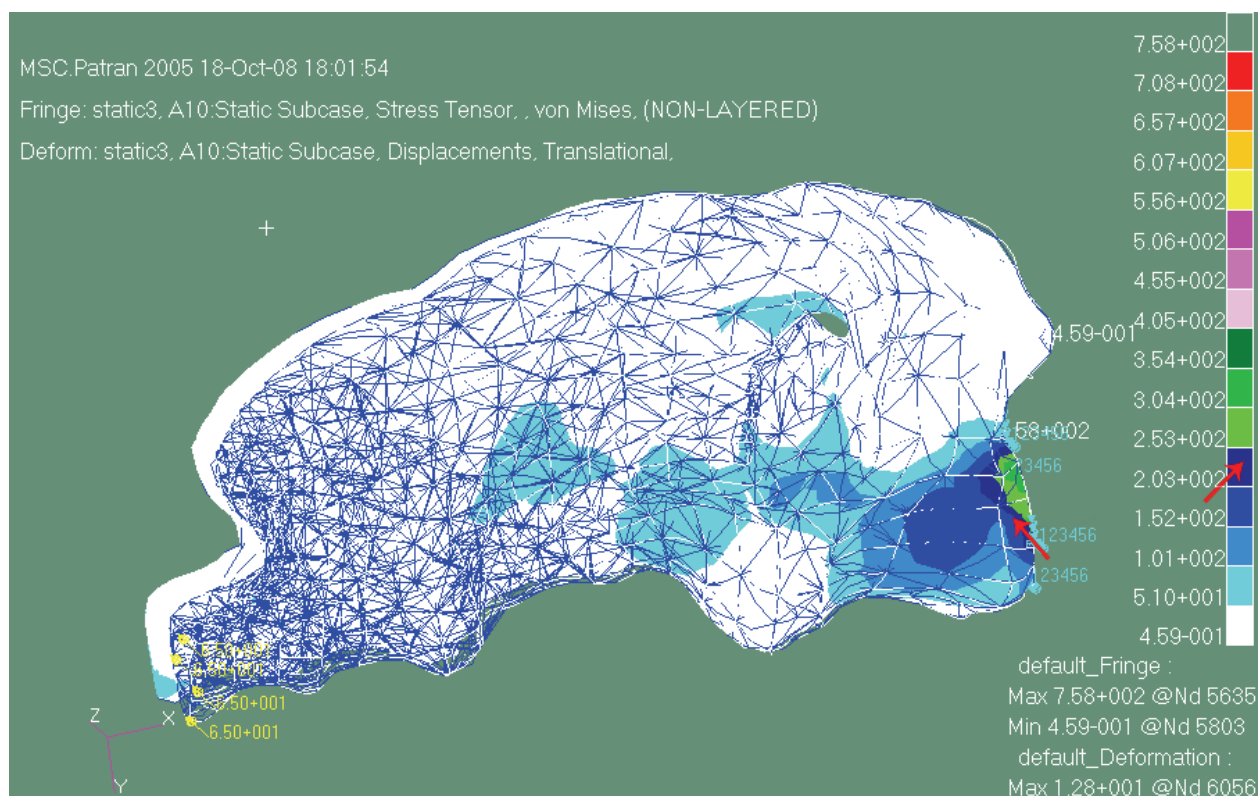 MSC.Patran 2005 18-Oct-08 18:01:54
Fringe: static3, A10:Static Subcase, Stress Tensor, , von Mises, (NON-LAYERED)
Deform: static3, A10:Static Subcase, Displacements, Translational,
7.58+002
7.08+002
6.57+002
6.07+002
5.56+002
5.06+002
4.55+002
4.05+002
3.54+002
3.04+002
2.53+002
2.03+002
1.52+002
1.01+002
5.10+001
4.59-001
4.59-001
.58+002
23456
123456
23456
6.50+001
Z
X
Y
default_Fringe :
Max 7.58+002 @Nd 5635
Min 4.59-001 @Nd 5803
default_Deformation :
Max 1.28+001 @Nd 6056